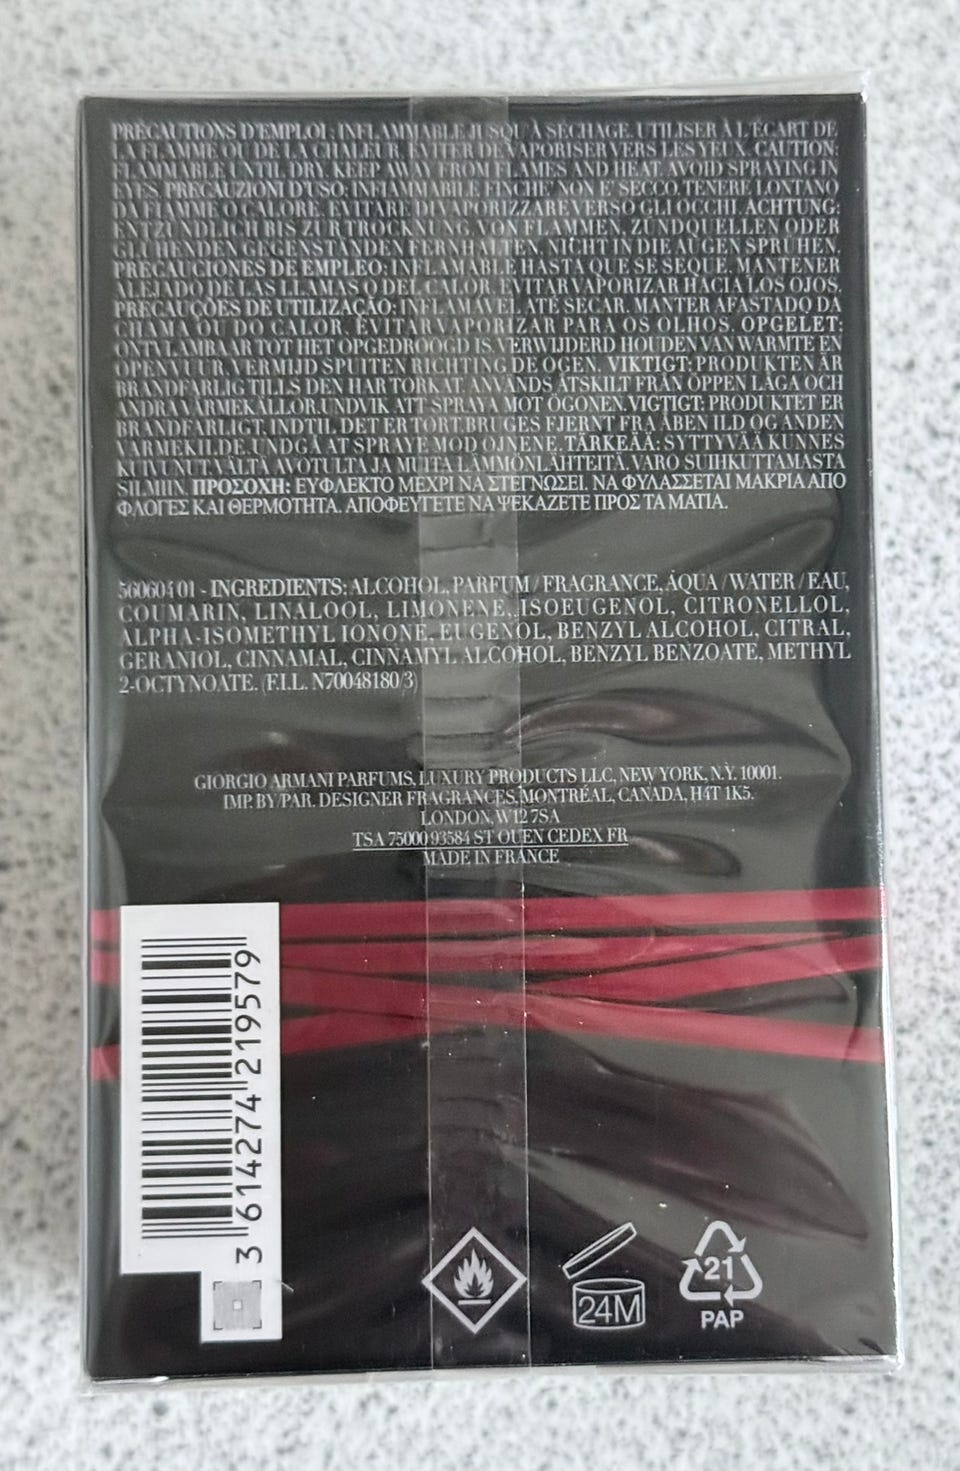 PRÉCAUTIONS D'EMPLOI : INFLAMMABLE JUSQU'À SÉCHAGE. UTILISER À L'ÉCART DE
LA FLAMME OU DE LA CHALEUR. ÉVITER DE VAPORISER VERS LES YEUX. CAUTION:
FLAMMABLE UNTIL DRY. KEEP AWAY FROM FLAMES AND HEAT. AVOID SPRAYING IN
EYES. PRECAUZIONI D'USO: INFIAMMABILE FINCHE' NON E' SECCO. TENERE LONTANO
DA FIAMME O CALORE. EVITARE DI VAPORIZZARE VERSO GLI OCCHI. ACHTUNG:
ENTZÜNDLICH BIS ZUR TROCKNUNG. VON FLAMMEN, ZÜNDQUELLEN ODER
GLÜHENDEN GEGENSTÄNDEN FERNHALTEN. NICHT IN DIE AUGEN SPRÜHEN.
PRECAUCIONES DE EMPLEO: INFLAMABLE HASTA QUE SE SEQUE. MANTENER
ALEJADO DE LAS LLAMAS O DEL CALOR. EVITAR VAPORIZAR HACIA LOS OJOS.
PRECAUÇÕES DE UTILIZAÇÃO: INFLAMÁVEL ATÉ SECAR. MANTER AFASTADO DA
CHAMA OU DO CALOR. EVITAR VAPORIZAR PARA OS OLHOS. OPGELET:
ONTVLAMBAAR TOT HET OPGEDROOGD IS. VERWIJDERD HOUDEN VAN WARMTE EN
OPEN VUUR. VERMIJD SPUITEN RICHTING DE OGEN. VIKTIGT: PRODUKTEN ÄR
BRANDFARLIG TILLS DEN HAR TORKAT. ANVÄNDS ÅTSKILT FRÅN ÖPPEN LÅGA OCH
ANDRA VÄRMEKÄLLOR. UNDVIK ATT SPRAYA MOT ÖGONEN. VIGTIGT: PRODUKTET ER
BRANDFARLIGT, INDTIL DET ER TØRT. BRUGES FJERNT FRA ÅBEN ILD OG ANDEN
VARMEKILDE. UNDGÅ AT SPRAYE MOD ØJNENE. TÄRKEÄÄ: SYTTYVÄÄ KUNNES
KUIVUNUT. VÄLTÄ AVOTULTA JA MUITA LÄMMÖNLÄHTEITÄ. VARO SUIHKUTTAMASTA
SILMIIN. ΠΡΟΣΟΧΗ: ΕΥΦΛΕΚΤΟ ΜΕΧΡΙ ΝΑ ΣΤΕΓΝΩΣΕΙ. ΝΑ ΦΥΛΑΣΣΕΤΑΙ ΜΑΚΡΙΑ ΑΠΟ
ΦΛΟΓΕΣ ΚΑΙ ΘΕΡΜΟΤΗΤΑ. ΑΠΟΦΕΥΓΕΤΕ ΝΑ ΨΕΚΑΖΕΤΕ ΠΡΟΣ ΤΑ ΜΑΤΙΑ.
560604 01 - INGREDIENTS: ALCOHOL, PARFUM / FRAGRANCE, AQUA / WATER / EAU,
COUMARIN, LINALOOL, LIMONENE, ISOEUGENOL, CITRONELLOL,
ALPHA-ISOMETHYL IONONE, EUGENOL, BENZYL ALCOHOL, CITRAL,
GERANIOL, CINNAMAL, CINNAMYL ALCOHOL, BENZYL BENZOATE, METHYL
2-OCTYNOATE. (F.I.L. N70048180/3)
GIORGIO ARMANI PARFUMS, LUXURY PRODUCTS LLC, NEW YORK, N.Y. 10001.
IMP. BY/PAR. DESIGNER FRAGRANCES, MONTRÉAL, CANADA, H4T 1K5.
LONDON, W12 7SA
TSA 75000 93584 ST OUEN CEDEX FR
MADE IN FRANCE
3 614274 219579
24M
21
PAP